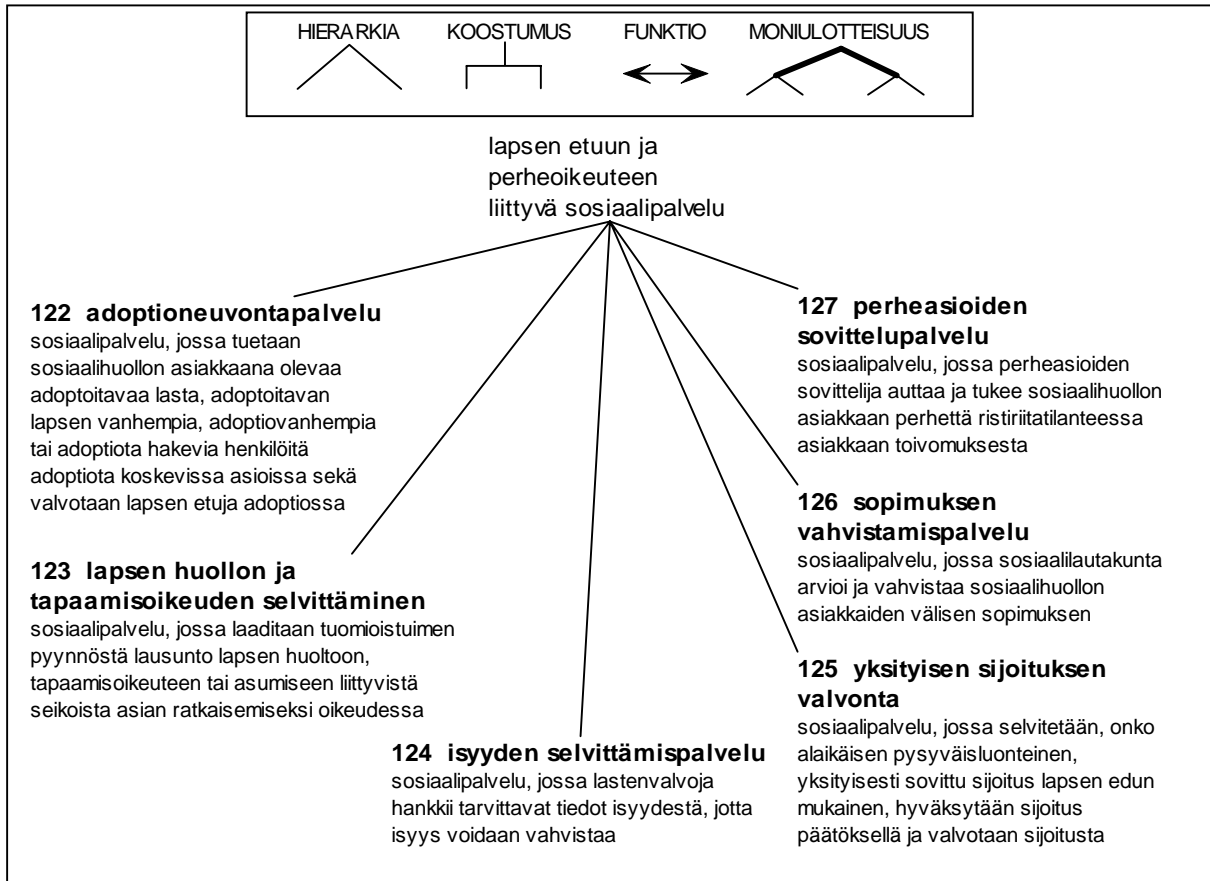 HIERARKIA KOOSTUMUS FUNKTIO MONIULOTTEISUUS
lapsen etuun ja
perheoikeuteen
liittyvä sosiaalipalvelu
122 adoptioneuvontapalvelu
sosiaalipalvelu, jossa tuetaan
sosiaalihuollon asiakkaana olevaa
adoptoitavaa lasta, adoptoitavan
lapsen vanhempia, adoptiovanhempia
tai adoptiota hakevia henkilöitä
adoptiota koskevissa asioissa sekä
valvotaan lapsen etuja adoptiossa
123 lapsen huollon ja
tapaamisoikeuden selvittäminen
sosiaalipalvelu, jossa laaditaan tuomioistuimen
pyynnöstä lausunto lapsen huoltoon,
tapaamisoikeuteen tai asumiseen liittyvistä
seikoista asian ratkaisemiseksi oikeudessa
124 isyyden selvittämispalvelu
sosiaalipalvelu, jossa lastenvalvoja
hankkii tarvittavat tiedot isyydestä, jotta
isyys voidaan vahvistaa
127 perheasioiden
sovittelupalvelu
sosiaalipalvelu, jossa perheasioiden
sovittelija auttaa ja tukee sosiaalihuollon
asiakkaan perhettä ristiriitatilanteessa
asiakkaan toivomuksesta
126 sopimuksen
vahvistamispalvelu
sosiaalipalvelu, jossa sosiaalilautakunta
arvioi ja vahvistaa sosiaalihuollon
asiakkaiden välisen sopimuksen
125 yksityisen sijoituksen
valvonta
sosiaalipalvelu, jossa selvitetään, onko
alaikäisen pysyväisluonteinen,
yksityisesti sovittu sijoitus lapsen edun
mukainen, hyväksytään sijoitus
päätöksellä ja valvotaan sijoitusta